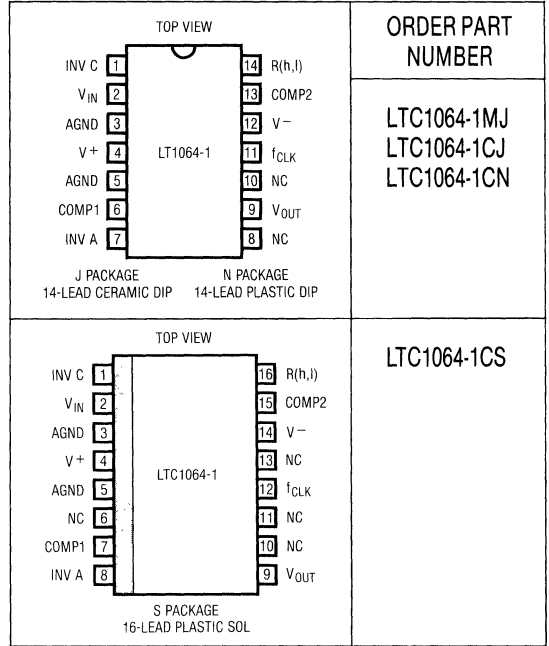 TOP VIEW
INV C 1
V_IN 2
AGND 3
V+ 4
AGND 5
COMP1 6
INV A 7
LT1064-1
14 R(h,l)
13 COMP2
12 V−
11 f_CLK
10 NC
9 V_OUT
8 NC
J PACKAGE
14-LEAD CERAMIC DIP
N PACKAGE
14-LEAD PLASTIC DIP
ORDER PART
NUMBER
LTC1064-1MJ
LTC1064-1CJ
LTC1064-1CN
TOP VIEW
INV C 1
V_IN 2
AGND 3
V+ 4
AGND 5
NC 6
COMP1 7
INV A 8
LTC1064-1
16 R(h,l)
15 COMP2
14 V−
13 NC
12 f_CLK
11 NC
10 NC
9 V_OUT
S PACKAGE
16-LEAD PLASTIC SOL
LTC1064-1CS